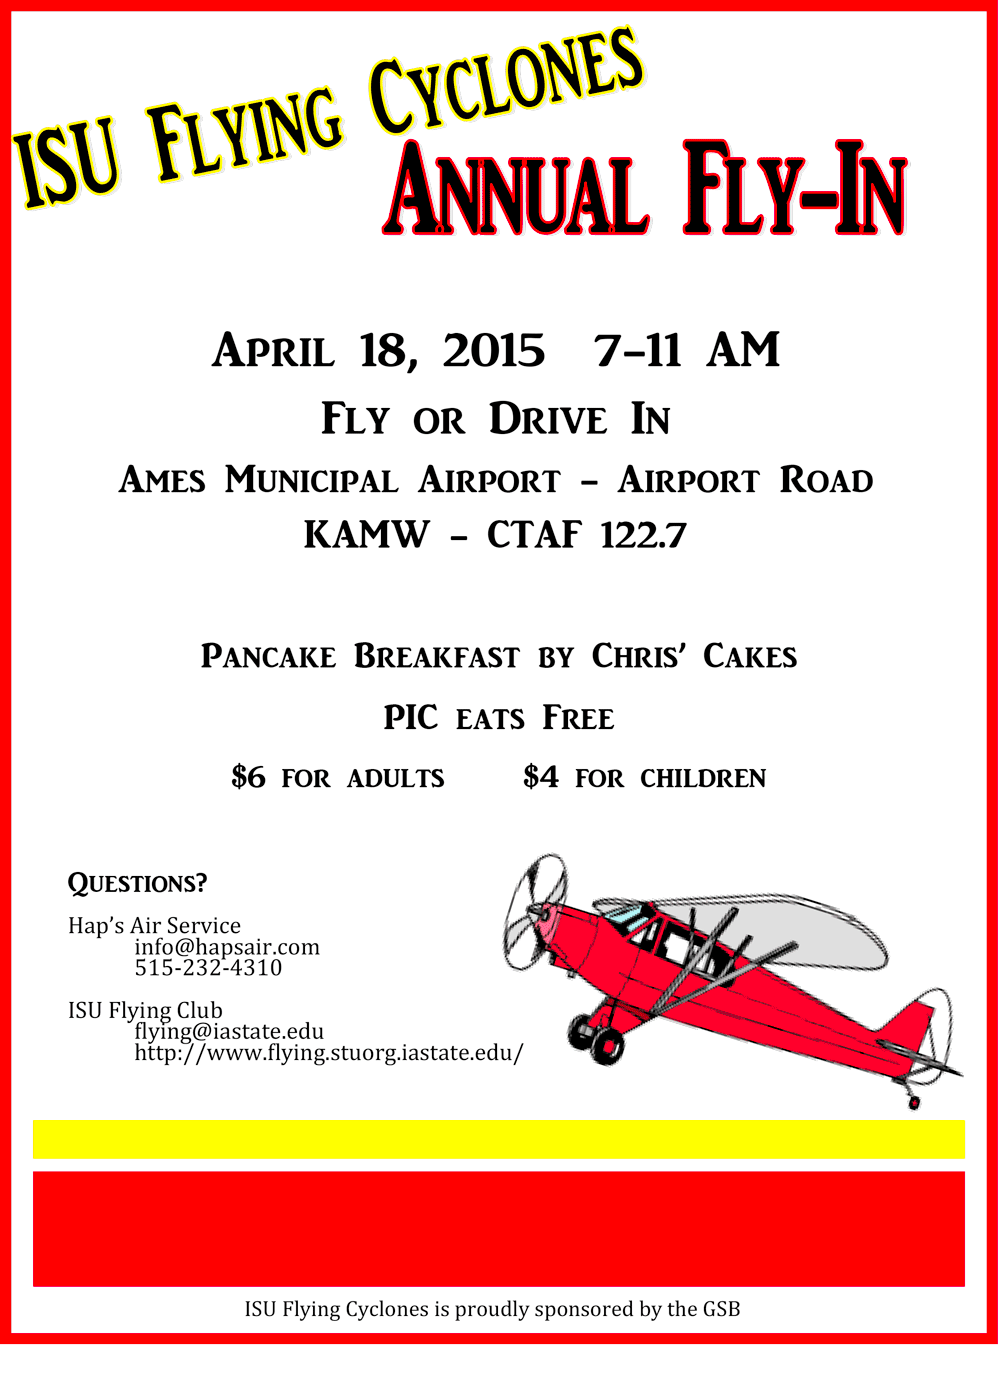 ISU Flying Cyclones
Annual Fly-In
April 18, 2015 7-11 AM
Fly or Drive In
Ames Municipal Airport - Airport Road
KAMW - CTAF 122.7
Pancake Breakfast by Chris' Cakes
PIC eats Free
$6 for adults $4 for children
Questions?
Hap's Air Service
info@hapsair.com
515-232-4310
ISU Flying Club
flying@iastate.edu
http://www.flying.stuorg.iastate.edu/
ISU Flying Cyclones is proudly sponsored by the GSB